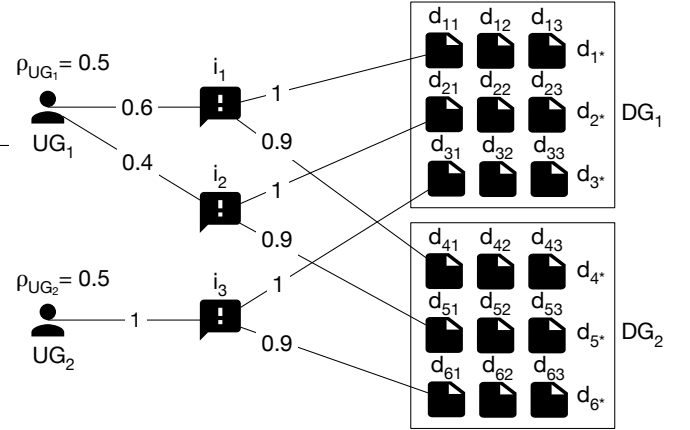 d₁₁ d₁₂ d₁₃
ρUG₁ = 0.5
i₁
d₁*
1
0.6
d₂₁ d₂₂ d₂₃
UG₁
d₂*
DG₁
0.9
0.4
d₃₁ d₃₂ d₃₃
i₂
1
d₃*
0.9
d₄₁ d₄₂ d₄₃
ρUG₂ = 0.5
i₃
1
d₄*
1
d₅₁ d₅₂ d₅₃
UG₂
0.9
d₅*
DG₂
d₆₁ d₆₂ d₆₃
d₆*